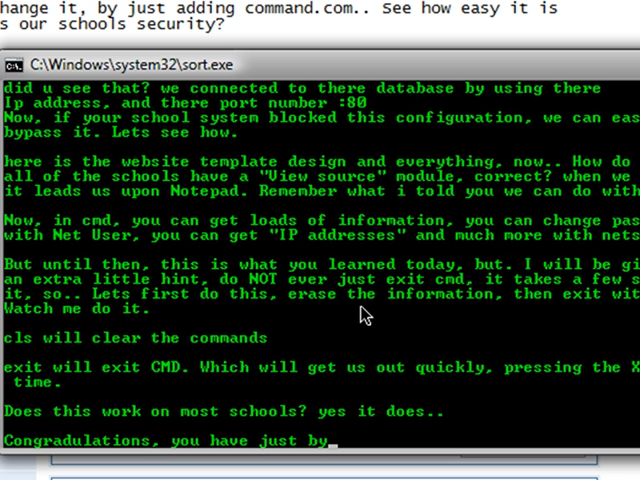 hange it, by just adding command.com.. See how easy it is
s our schools security?
C:\Windows\system32\sort.exe
did u see that? we connected to there database by using there
Ip address, and there port number :80
Now, if your school system blocked this configuration, we can eas
bypass it. Lets see how.
here is the website template design and everything, now.. How do
all of the schools have a "View source" module, correct? when we
it leads us upon Notepad. Remember what i told you we can do with
Now, in cmd, you can get loads of information, you can change pas
with Net User, you can get "IP addresses" and much more with nets
But until then, this is what you learned today, but. I will be gi
an extra little hint, do NOT ever just exit cmd, it takes a few s
it, so.. Lets first do this, erase the information, then exit wit
Watch me do it.
cls will clear the commands
exit will exit CMD. Which will get us out quickly, pressing the X
time.
Does this work on most schools? yes it does..
Congradulations, you have just by_